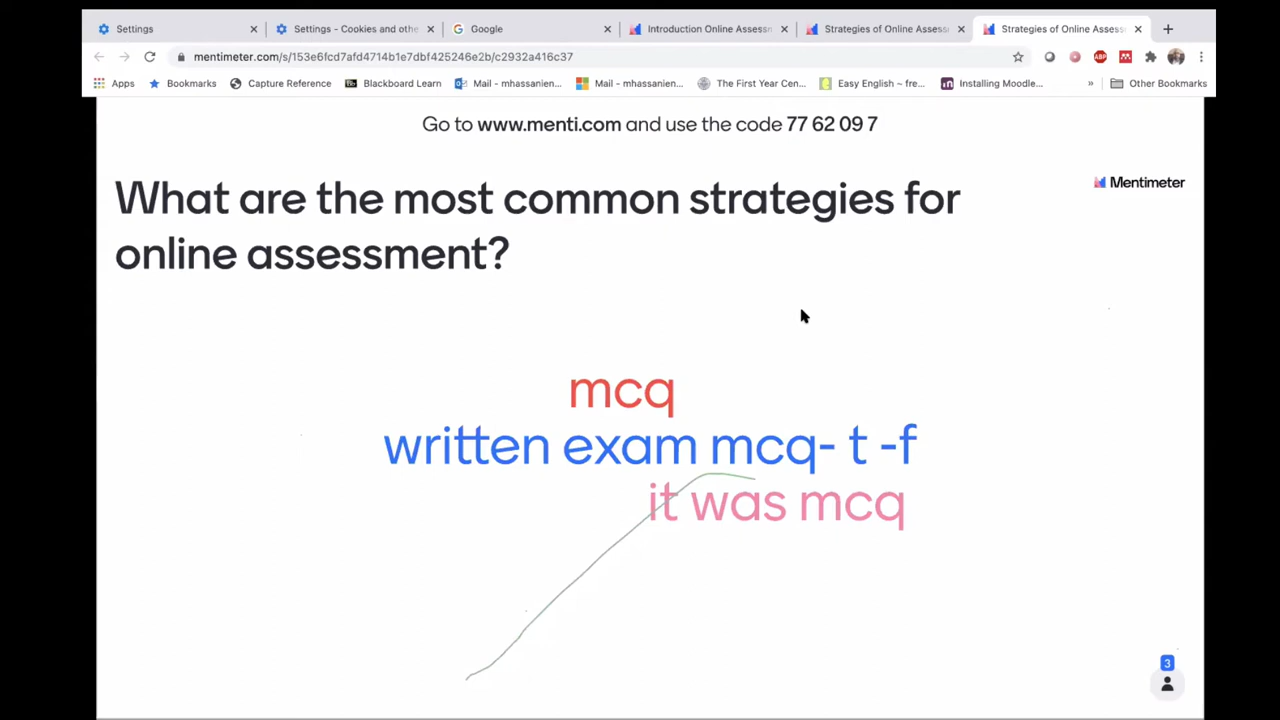 Settings
Settings - Cookies and othe
Google
Introduction Online Assessm
Strategies of Online Assess
Strategies of Online Assess
mentimeter.com/s/153e6fcd7afd4714b1e7dbf425246e2b/c2932a416c37
ABP
Apps
Bookmarks
Capture Reference
Blackboard Learn
Mail - mhassanien...
Mail - mhassanien...
The First Year Cen...
Easy English ~ fre...
Installing Moodle...
»
Other Bookmarks
Go to www.menti.com and use the code 77 62 09 7
What are the most common strategies for
online assessment?
Mentimeter
mcq
written exam mcq- t -f
it was mcq
3